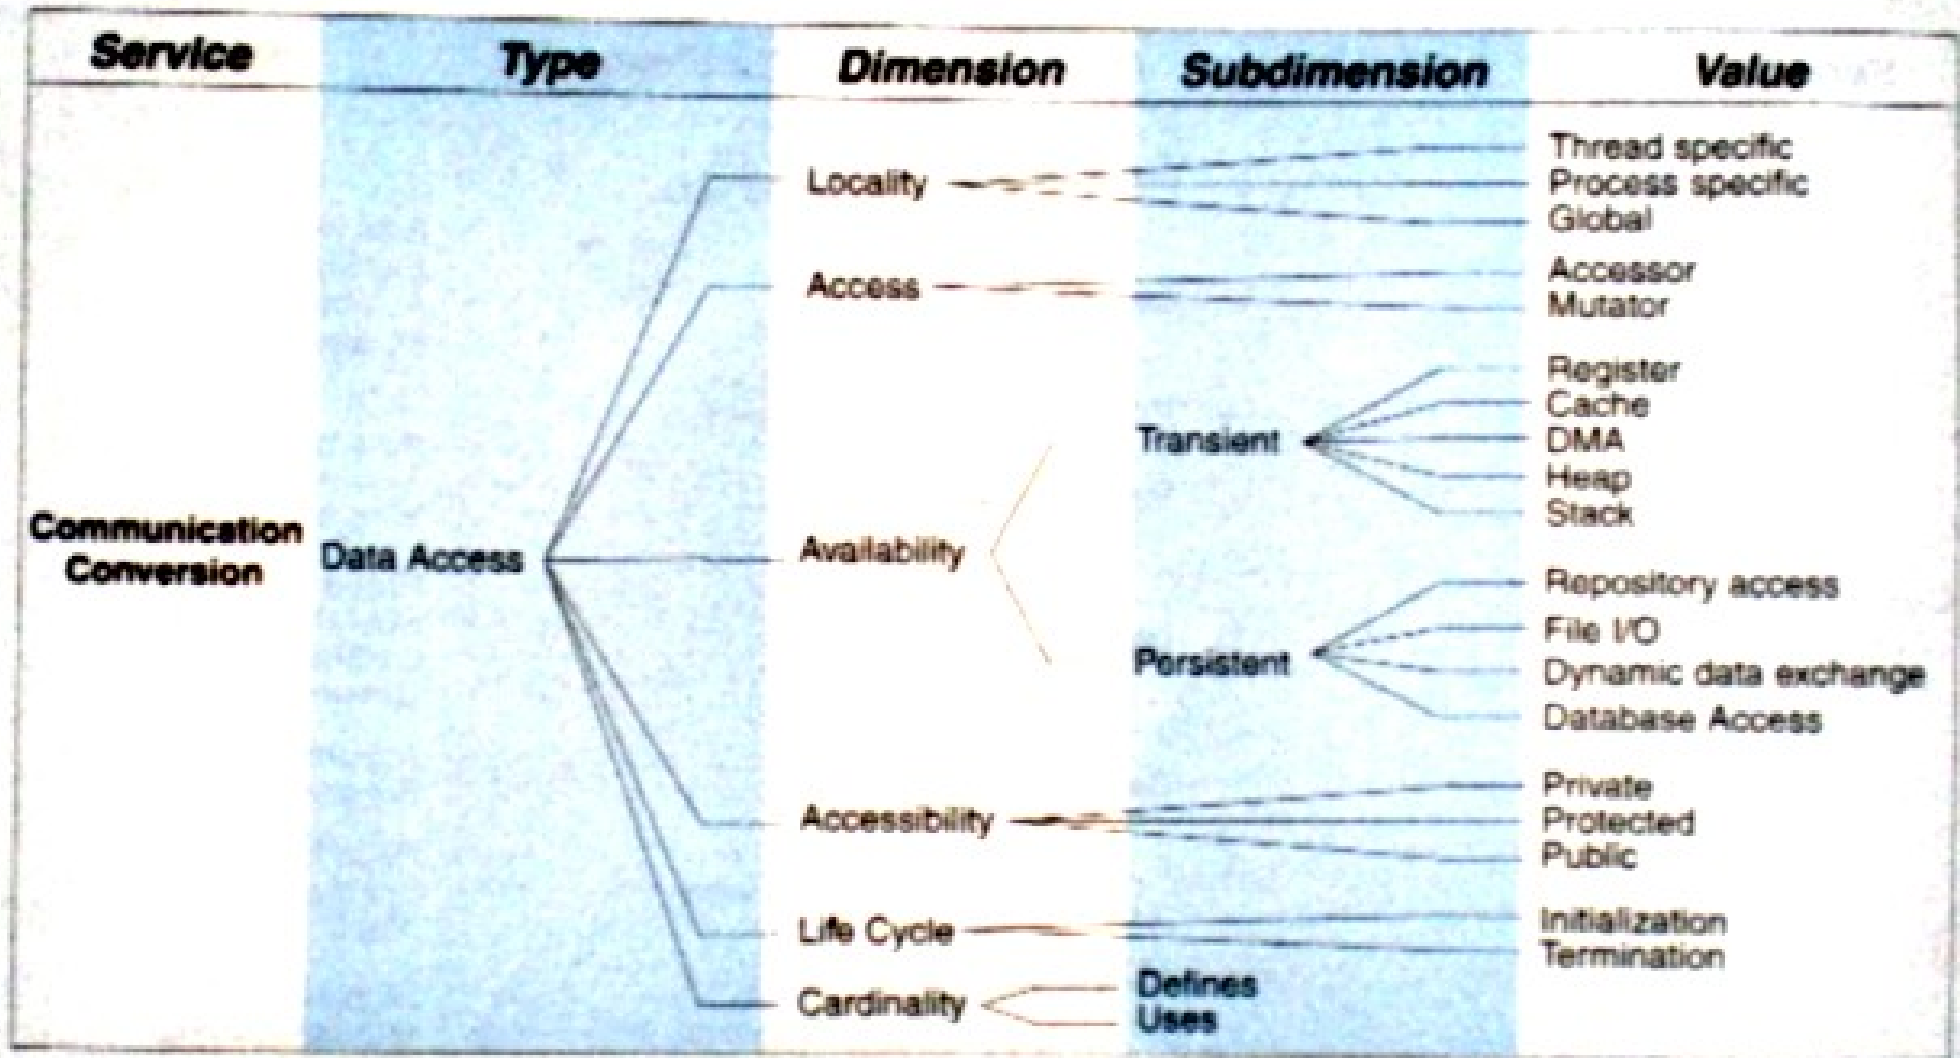 Service Type Dimension Subdimension Value
Thread specific
Locality Process specific
Global
Accessor
Access
Mutator
Register
Cache
Transient DMA
Heap
Stack
Communication
Conversion
Data Access Availability
Repository access
File I/O
Persistent Dynamic data exchange
Database Access
Private
Accessibility Protected
Public
Initialization
Life Cycle
Termination
Defines
Cardinality
Uses